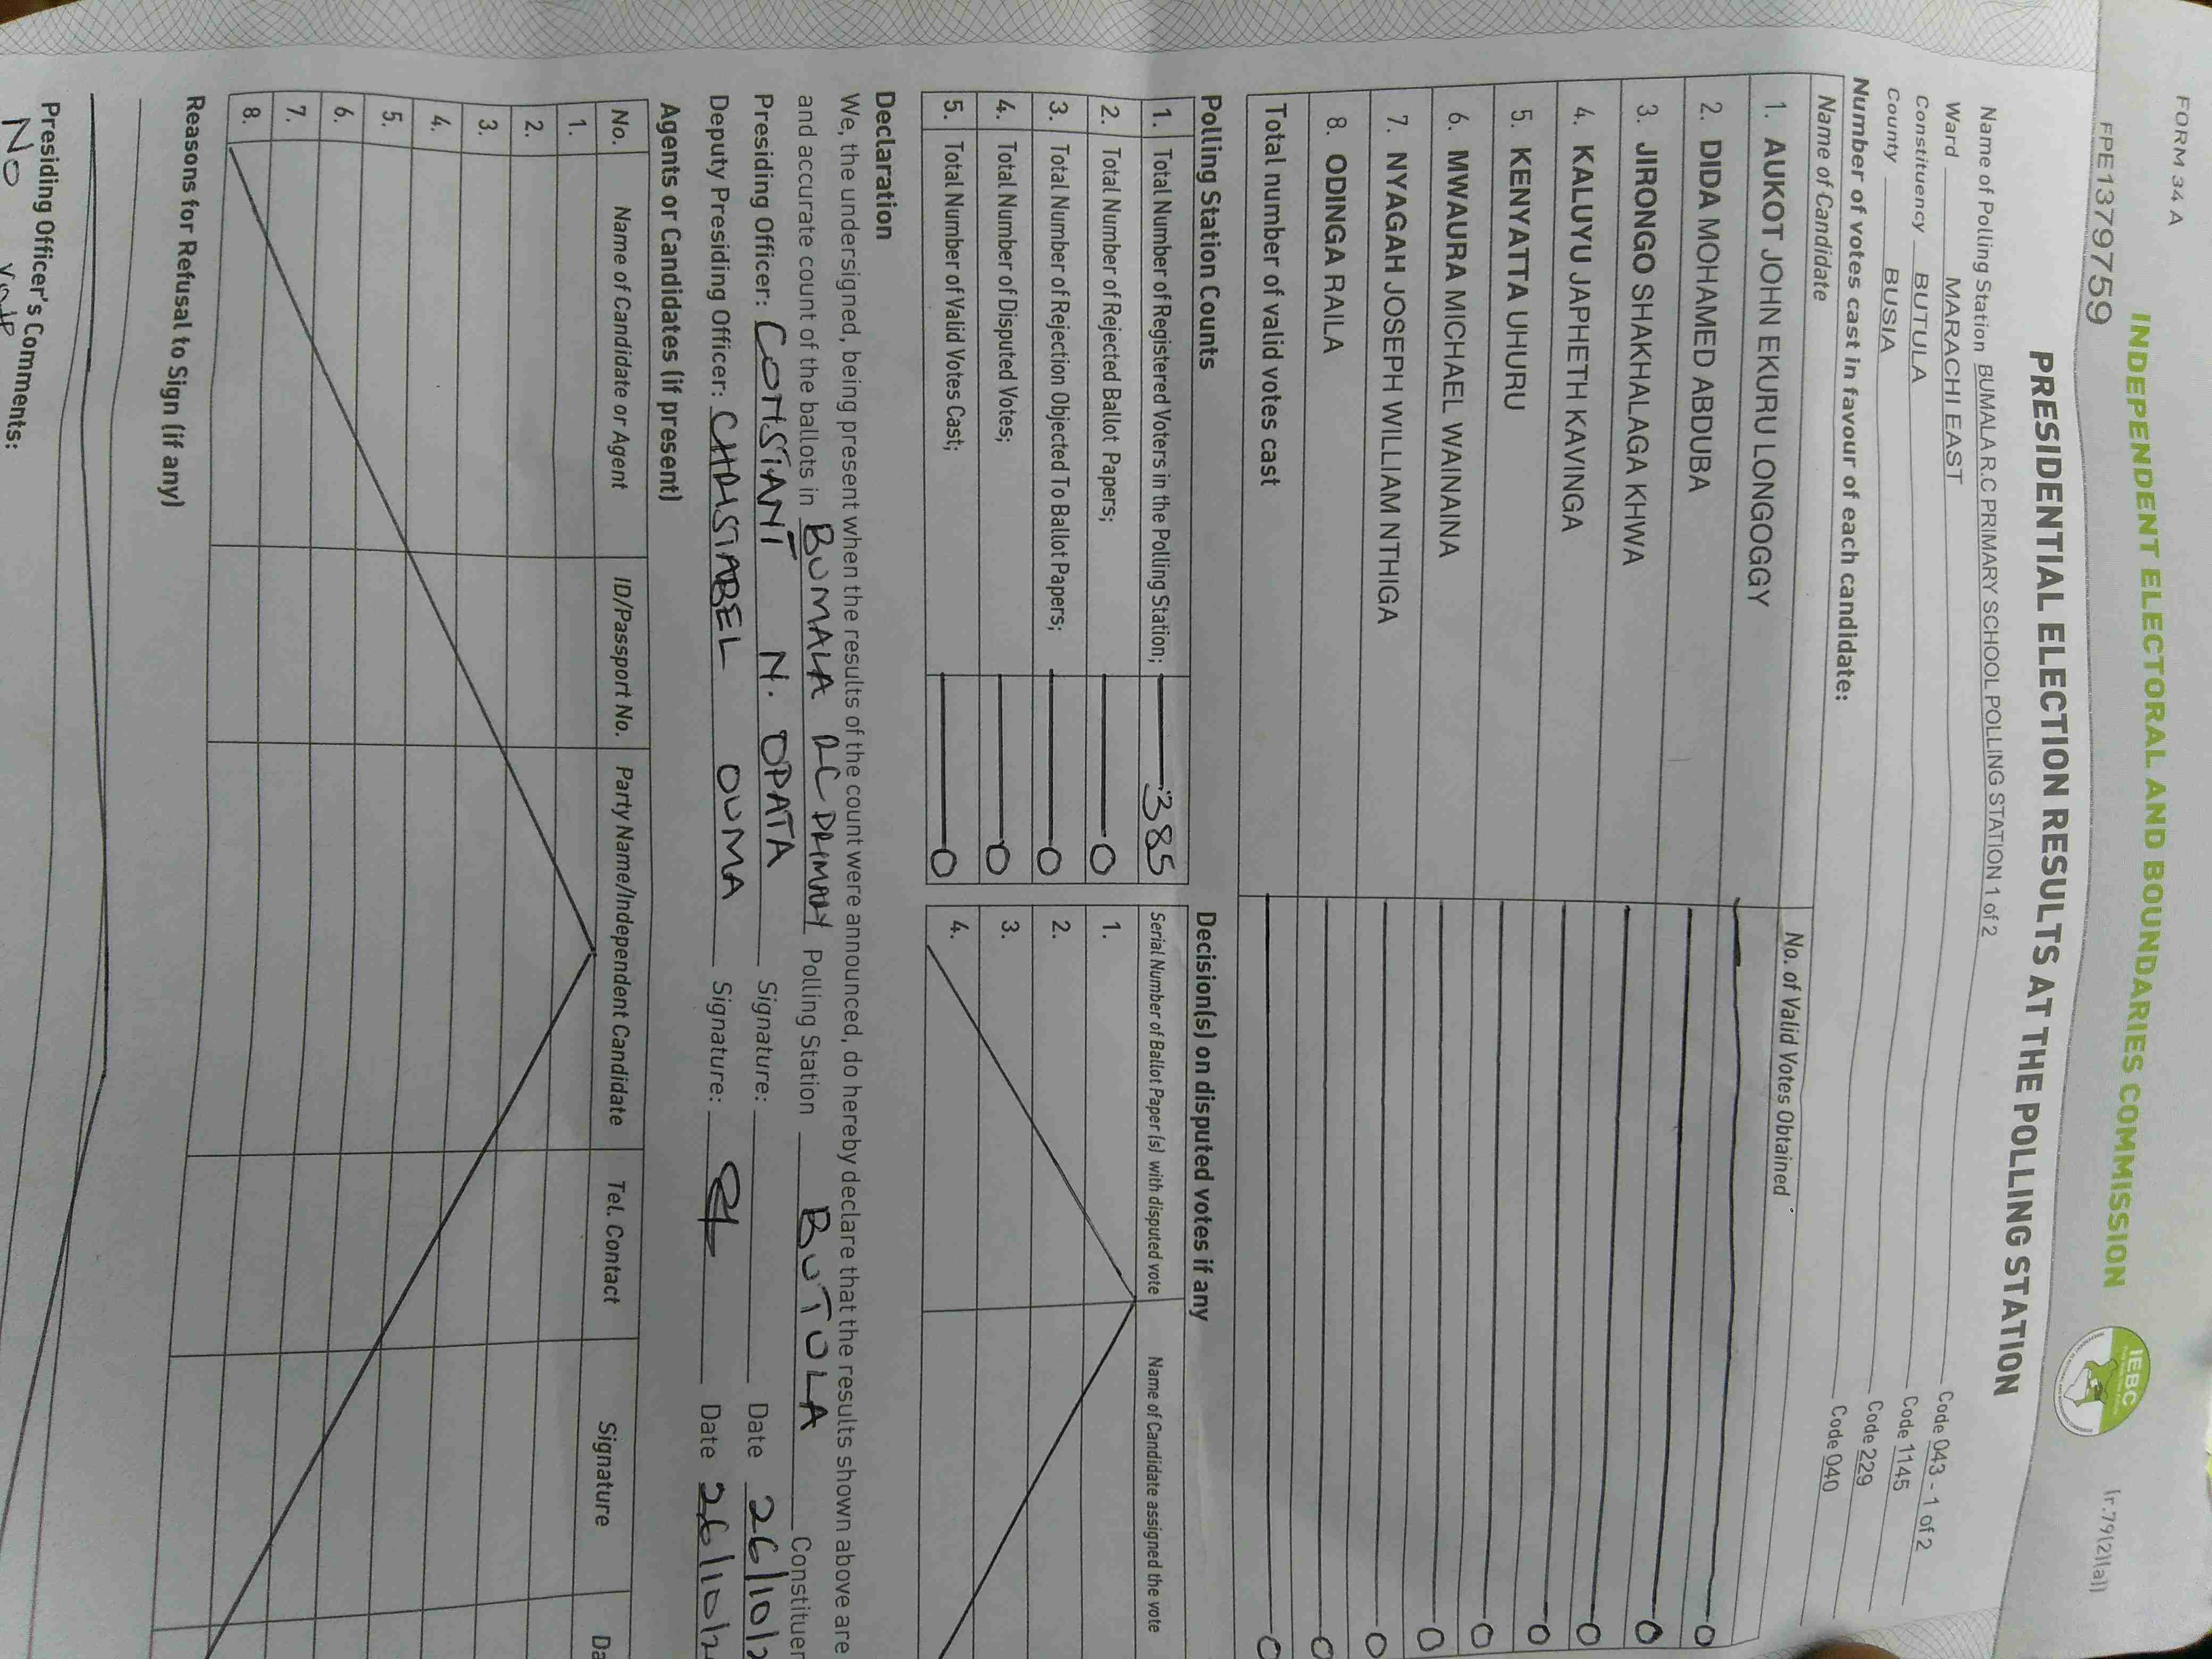 FORM 34 A
(r.79(2)(a))
INDEPENDENT ELECTORAL AND BOUNDARIES COMMISSION
IEBC
FPE1379759
PRESIDENTIAL ELECTION RESULTS AT THE POLLING STATION
Name of Polling Station BUMALA R.C PRIMARY SCHOOL POLLING STATION 1 of 2 Code 043 - 1 of 2
Ward MARACHI EAST Code 1145
Constituency BUTULA Code 229
County BUSIA Code 040
Number of votes cast in favour of each candidate:
Name of Candidate No. of Valid Votes Obtained
1. AUKOT JOHN EKURU LONGOGGY 0
2. DIDA MOHAMED ABDUBA 0
3. JIRONGO SHAKHALAGA KHWA 0
4. KALUYU JAPHETH KAVINGA 0
5. KENYATTA UHURU 0
6. MWAURA MICHAEL WAINAINA 0
7. NYAGAH JOSEPH WILLIAM NTHIGA 0
8. ODINGA RAILA 0
Total number of valid votes cast 0
Polling Station Counts
1. Total Number of Registered Voters in the Polling Station; 385
2. Total Number of Rejected Ballot Papers; 0
3. Total Number of Rejection Objected To Ballot Papers; 0
4. Total Number of Disputed Votes; 0
5. Total Number of Valid Votes Cast; 0
Decision(s) on disputed votes if any
Serial Number of Ballot Paper (s) with disputed vote Name of Candidate assigned the vote
1.
2.
3.
4.
Declaration
We, the undersigned, being present when the results of the count were announced, do hereby declare that the results shown above are
and accurate count of the ballots in BUMALA RC PRIMARY Polling Station BUTULA Constituen
Presiding Officer: N. OPATA Signature: Date 26/10/2
Deputy Presiding Officer: CHRISTABEL OUMA Signature: Date 26/10/2
Agents or Candidates (if present)
No. Name of Candidate or Agent ID/Passport No. Party Name/Independent Candidate Tel. Contact Signature Da
1.
2.
3.
4.
5.
6.
7.
8.
Reasons for Refusal to Sign (if any)
Presiding Officer's Comments:
NO